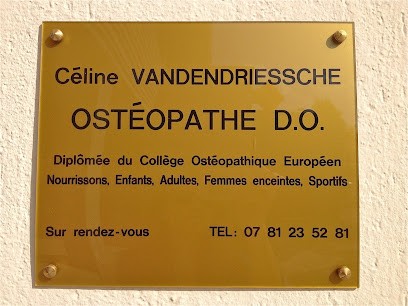 Céline VANDENDRIESSCHE
OSTÉOPATHE D.O.
Diplômée du Collège Ostéopathique Européen
Nourrissons, Enfants, Adultes, Femmes enceintes, Sportifs
Sur rendez-vous TEL: 07 81 23 52 81